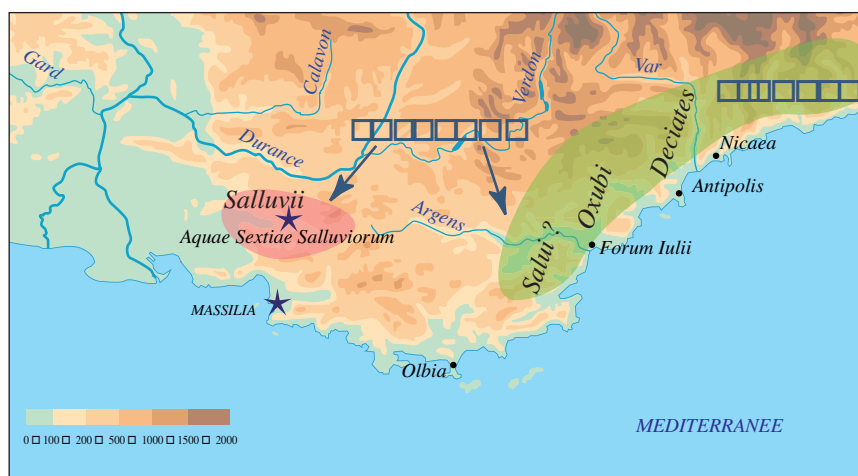 Gard
Calavon
Durance
Verdon
Var
Salluvii
Aquae Sextiae Salluviorum
MASSILIA
Argens
Salui ?
Oxubi
Deciates
Nicaea
Antipolis
Forum Iulii
Olbia
MEDITERRANEE
0 □ 100 □ 200 □ 500 □ 1000 □ 1500 □ 2000